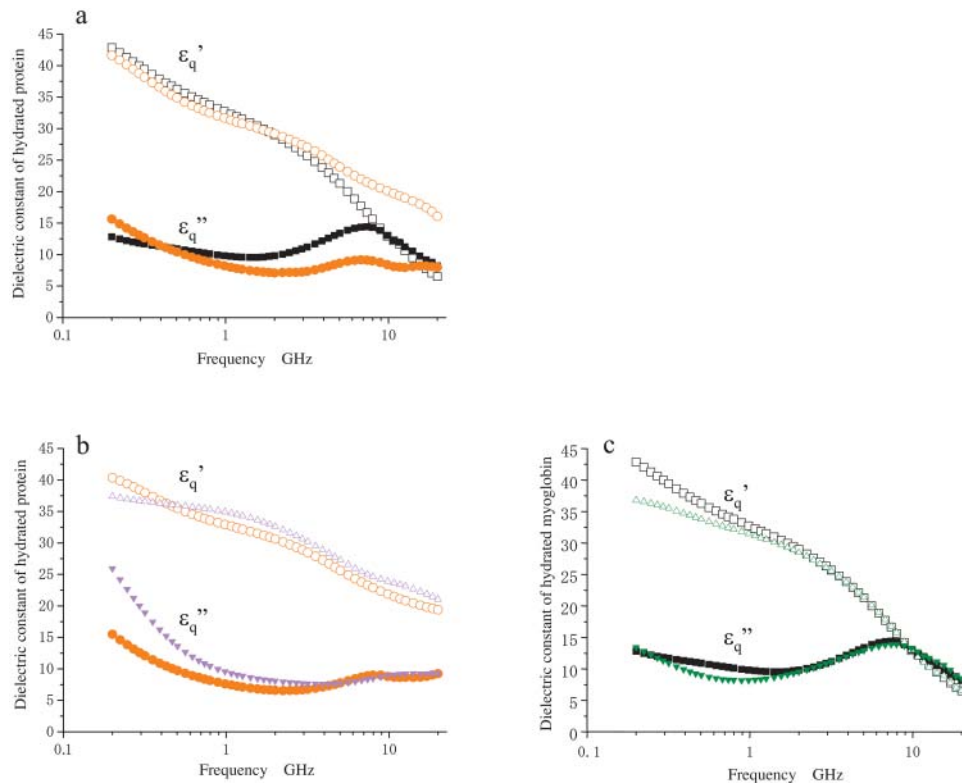 a
Dielectric constant of hydrated protein
45
40
35
30
25
20
15
10
5
0
εq’
εq”
0.1
1
10
Frequency GHz
b
Dielectric constant of hydrated protein
45
40
35
30
25
20
15
10
5
0
εq’
εq”
0.1
1
10
Frequency GHz
c
Dielectric constant of hydrated myoglobin
45
40
35
30
25
20
15
10
5
0
εq’
εq”
0. 1
1
10
Frequency GHz